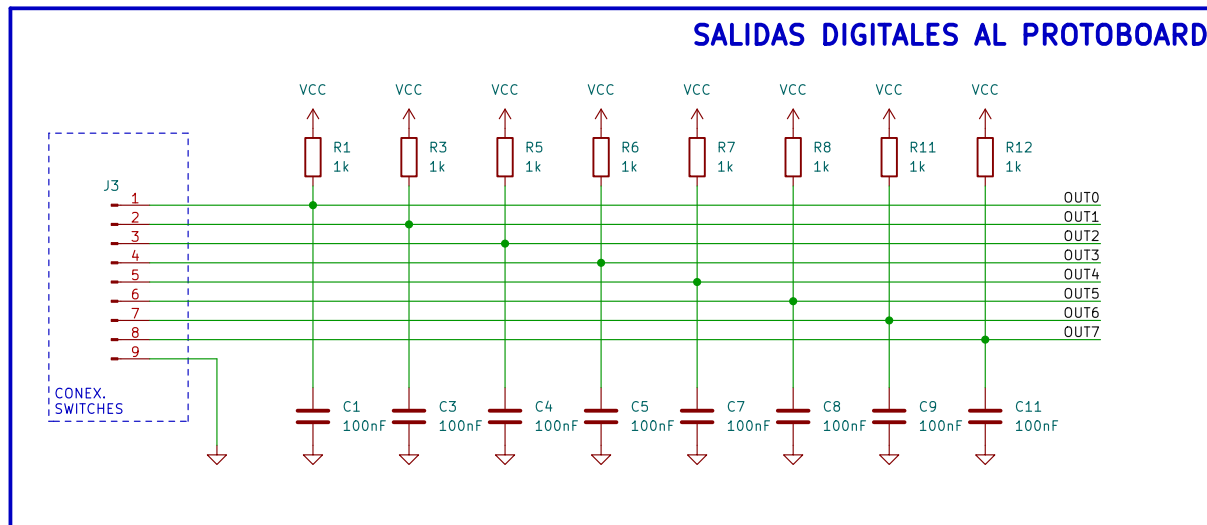 SALIDAS DIGITALES AL PROTOBOARD
VCC VCC VCC VCC VCC VCC VCC VCC
R1 R3 R5 R6 R7 R8 R11 R12
1k 1k 1k 1k 1k 1k 1k 1k
J3
1 OUT0
2 OUT1
3 OUT2
4 OUT3
5 OUT4
6 OUT5
7 OUT6
8 OUT7
9
CONEX.
SWITCHES
C1 C3 C4 C5 C7 C8 C9 C11
100nF 100nF 100nF 100nF 100nF 100nF 100nF 100nF